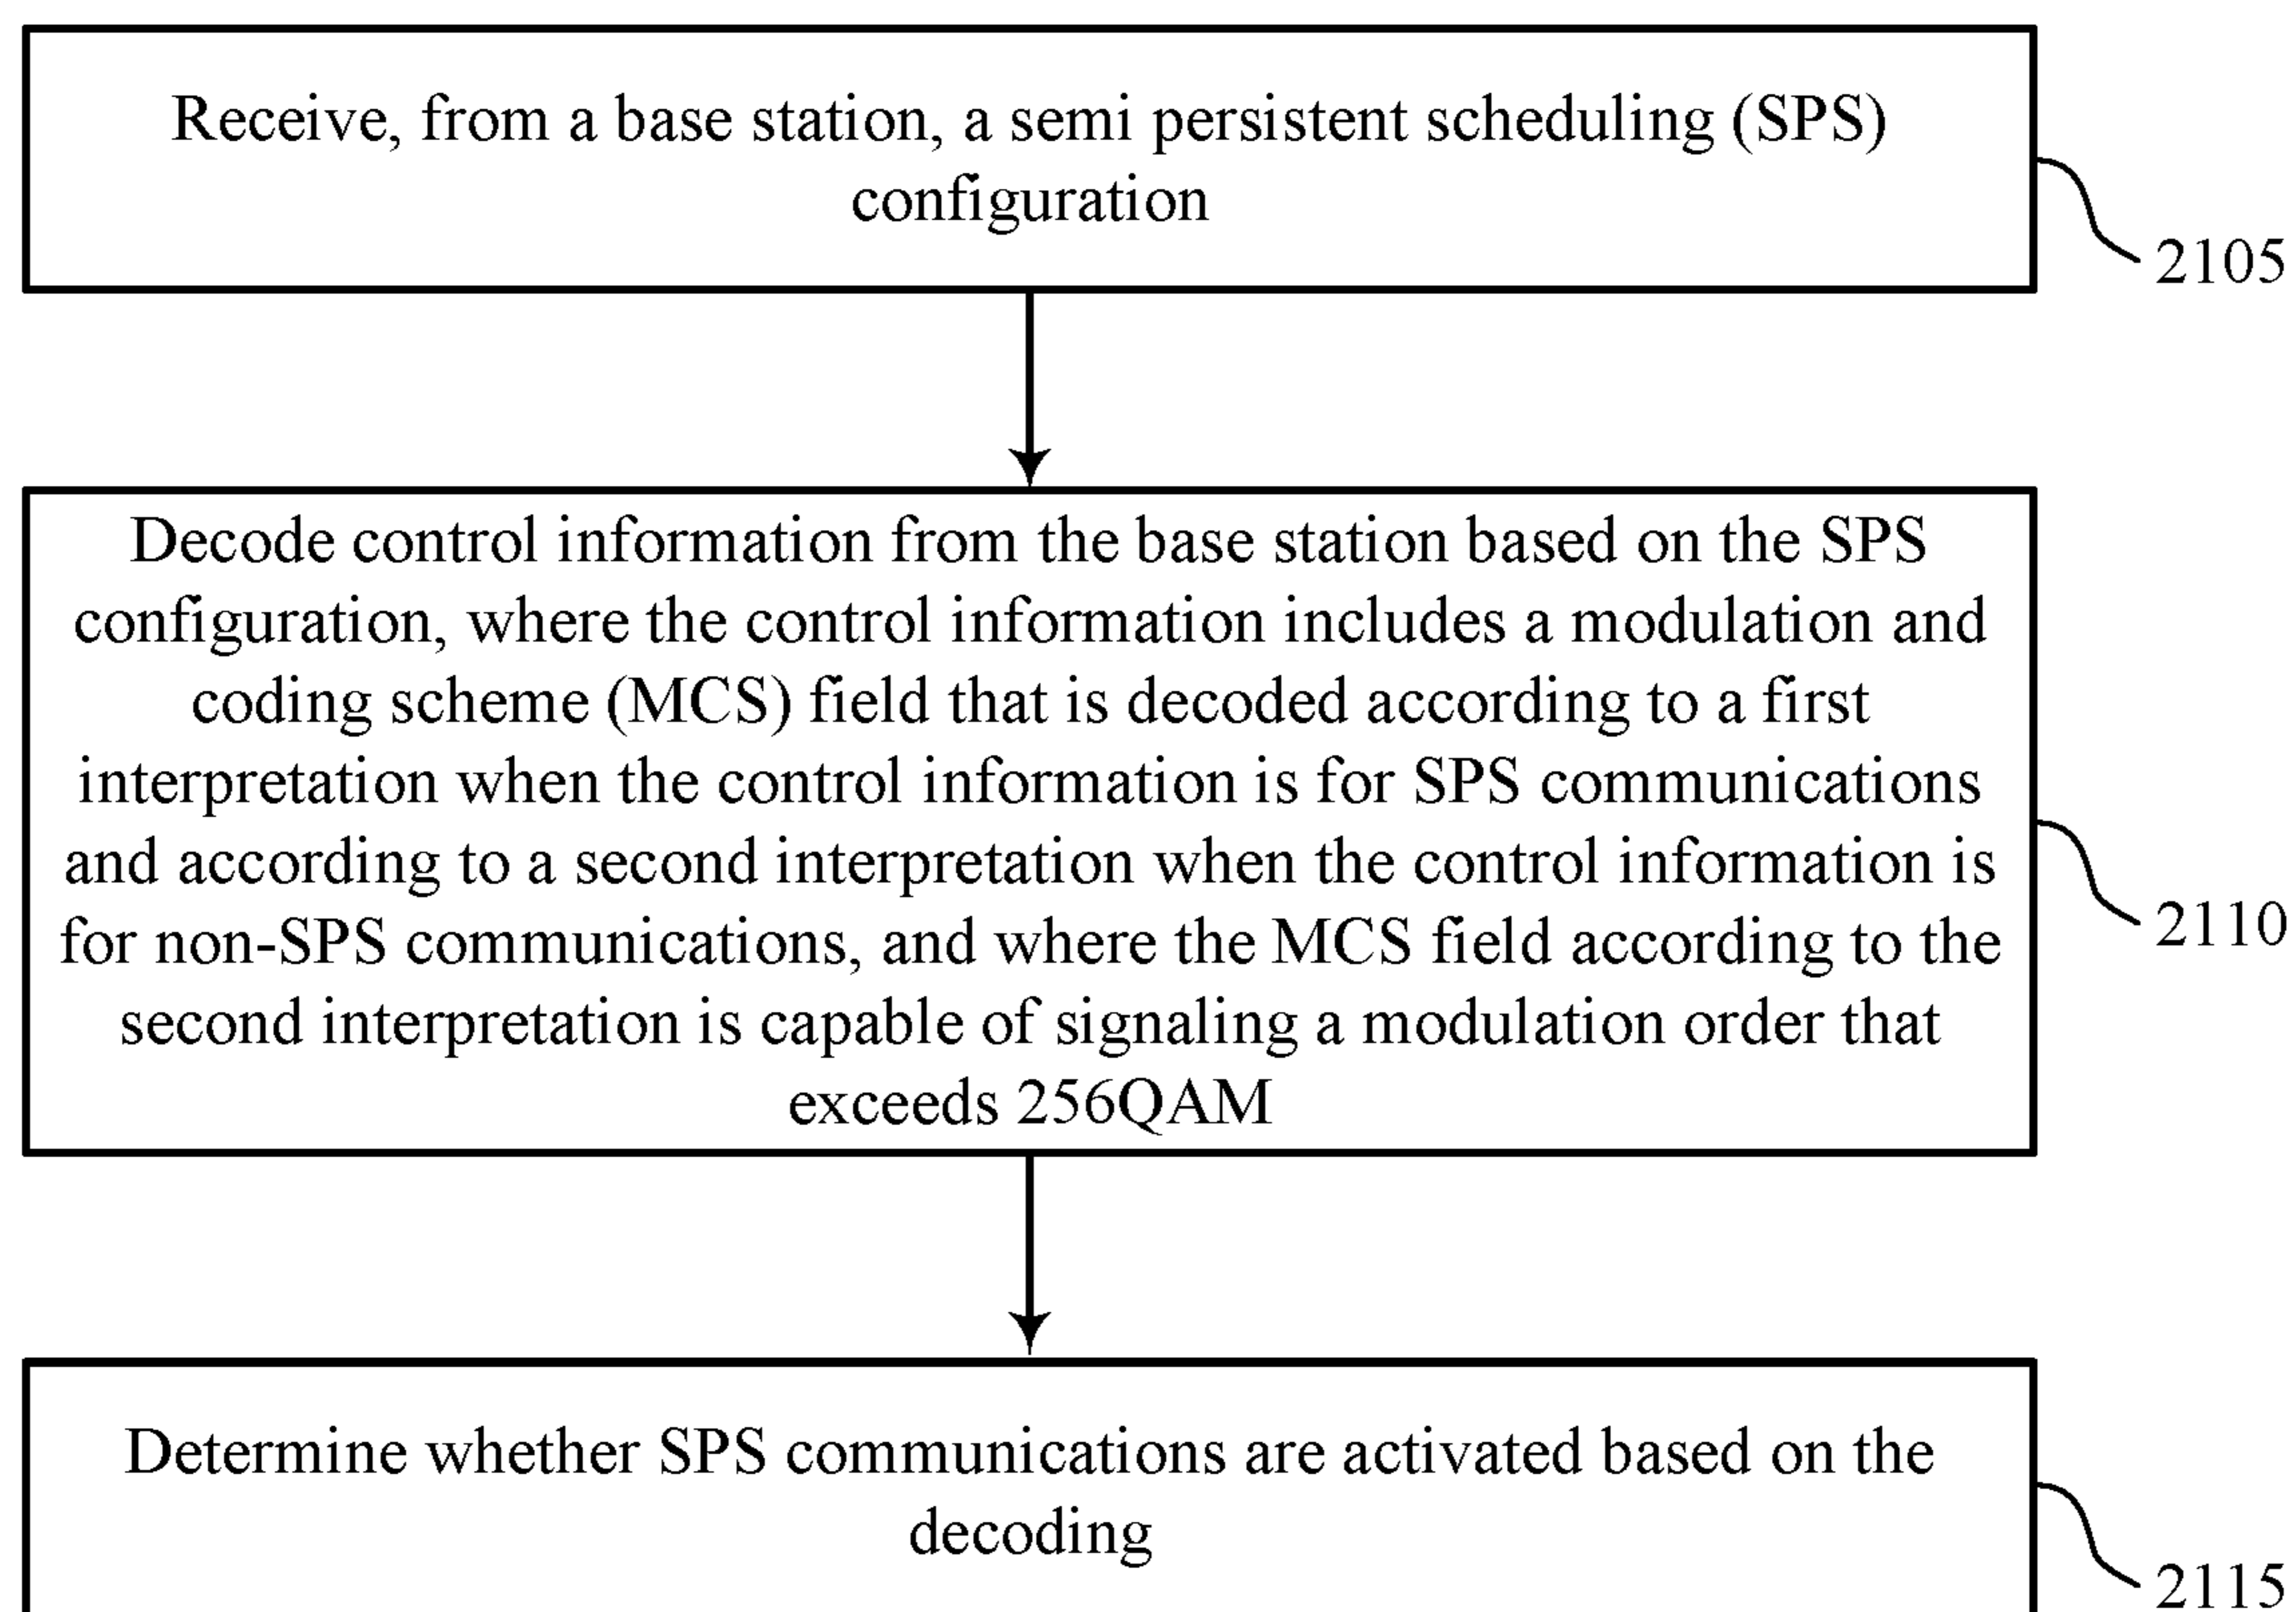 Receive, from a base station, a semi persistent scheduling (SPS)
configuration
2105
Decode control information from the base station based on the SPS
configuration, where the control information includes a modulation and
coding scheme (MCS) field that is decoded according to a first
interpretation when the control information is for SPS communications
and according to a second interpretation when the control information is
for non-SPS communications, and where the MCS field according to the
second interpretation is capable of signaling a modulation order that
exceeds 256QAM
2110
Determine whether SPS communications are activated based on the
decoding
2115